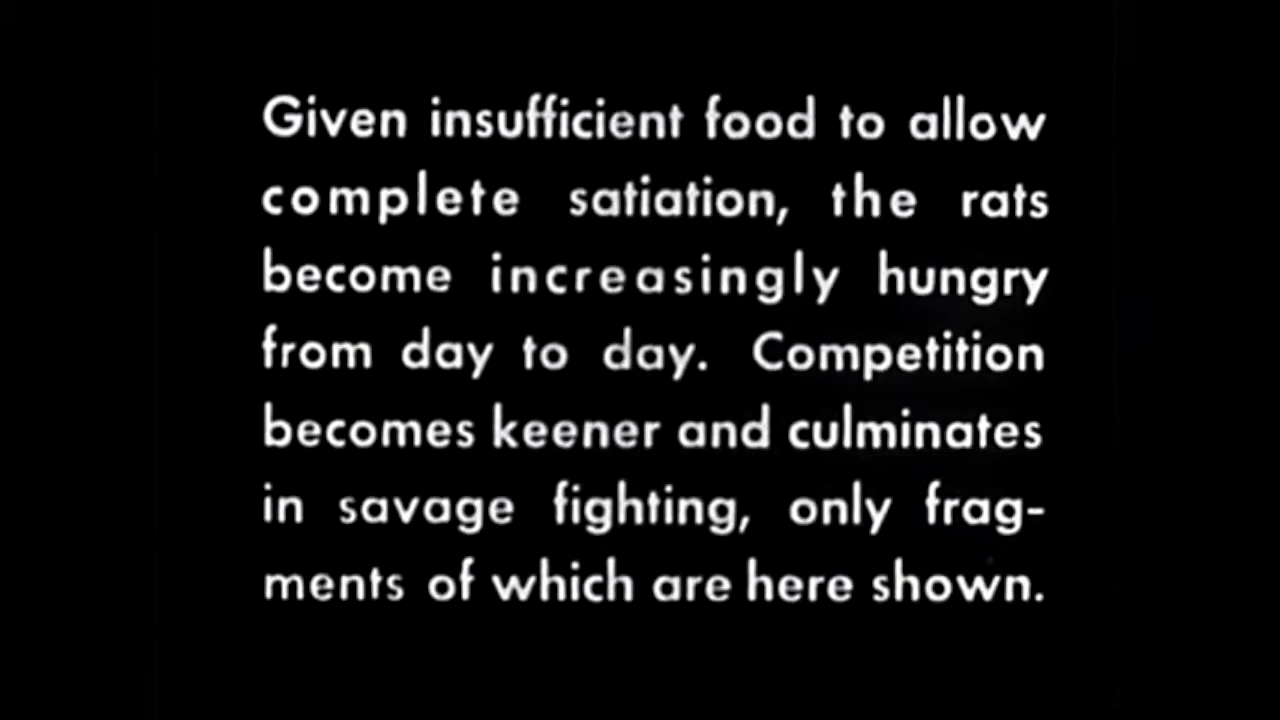 Given insufficient food to allow
complete satiation, the rats
become increasingly hungry
from day to day. Competition
becomes keener and culminates
in savage fighting, only frag-
ments of which are here shown.